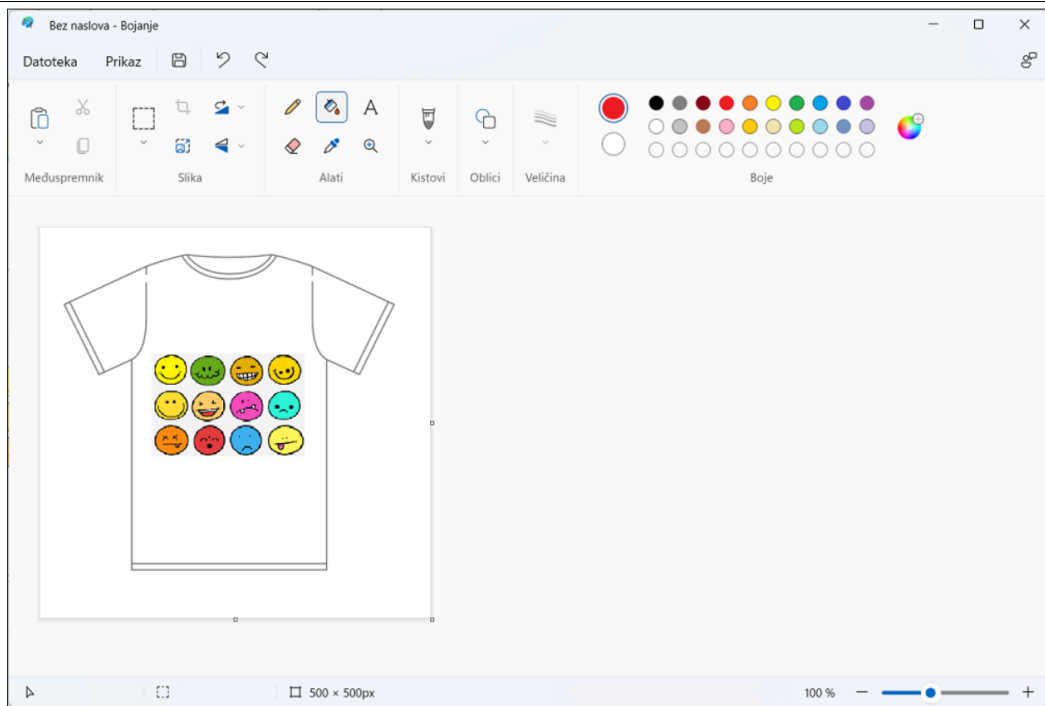 Bez naslova - Bojanje
Datoteka Prikaz
A
Međuspremnik Slika Alati Kistovi Oblici Veličina Boje
500 × 500px 100 %